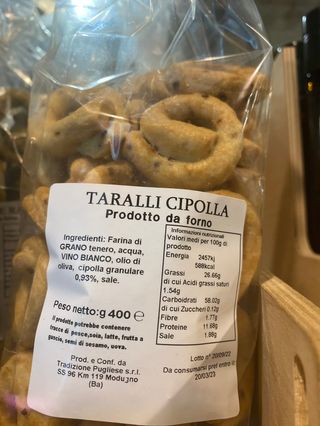 TARALLI CIPOLLA
Prodotto da forno
Ingredienti: Farina di
GRANO tenero, acqua,
VINO BIANCO, olio di
oliva, cipolla granulare
0,93%, sale.
Peso netto:g 400 e
Il prodotto potrebbe contenere
tracce di pesce,soia, latte, frutta a
guscio, semi di sesamo, uova.
Prod. e Conf. da
Tradizione Pugliese s.r.l.
SS 96 Km 119 Modugno
(Ba)
Informazioni nutrizionali
Valori medi per 100g di
prodotto
Energia 2457kj
588kcal
Grassi 26.66g
di cui Acidi grassi saturi
1.54g
Carboidrati 58.02g
di cui Zuccheri 0.12g
Fibre 1.77g
Proteine 11.68g
Sale 1.88g
Lotto n° 20/09/22
Da consumarsi pref entro il:
20/03/23